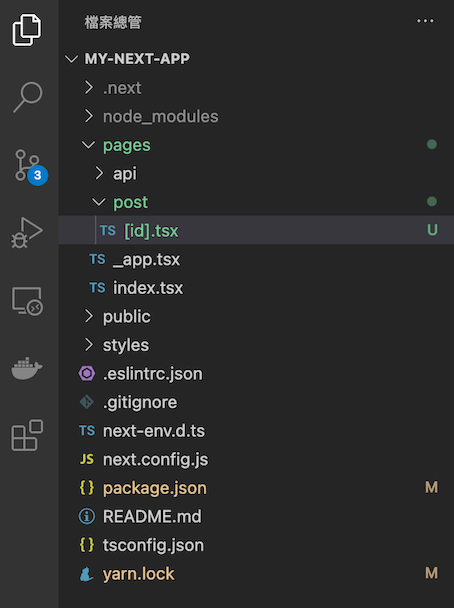 檔案總管
MY-NEXT-APP
.next
node_modules
pages
api
post
TS [id].tsx U
TS _app.tsx
TS index.tsx
public
styles
.eslintrc.json
.gitignore
TS next-env.d.ts
JS next.config.js
{} package.json M
README.md
{} tsconfig.json
yarn.lock M
3